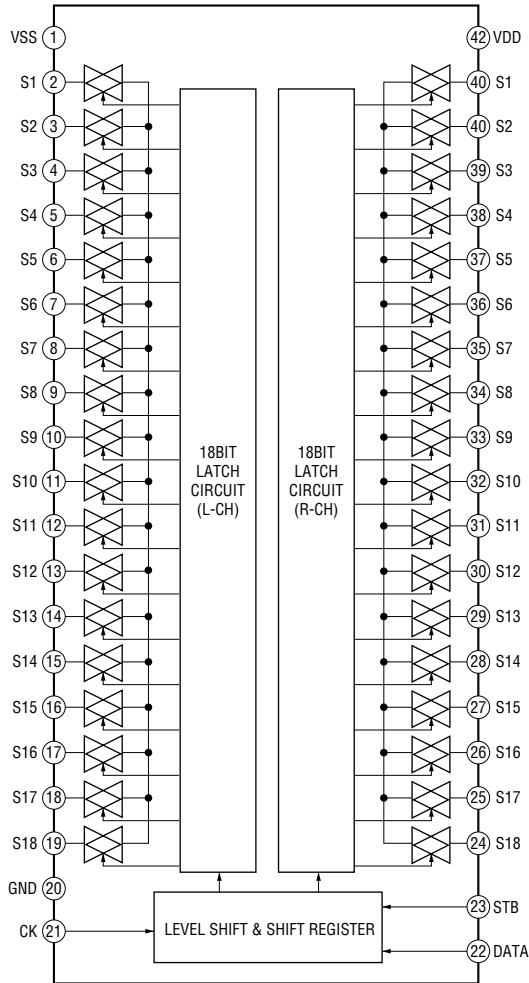 VSS 1 42 VDD
S1 2 40 S1
S2 3 40 S2
S3 4 39 S3
S4 5 38 S4
S5 6 37 S5
S6 7 36 S6
S7 8 35 S7
S8 9 34 S8
S9 10 33 S9
18BIT
LATCH
CIRCUIT
(L-CH)
18BIT
LATCH
CIRCUIT
(R-CH)
S10 11 32 S10
S11 12 31 S11
S12 13 30 S12
S13 14 29 S13
S14 15 28 S14
S15 16 27 S15
S16 17 26 S16
S17 18 25 S17
S18 19 24 S18
GND 20
23 STB
CK 21 LEVEL SHIFT & SHIFT REGISTER
22 DATA